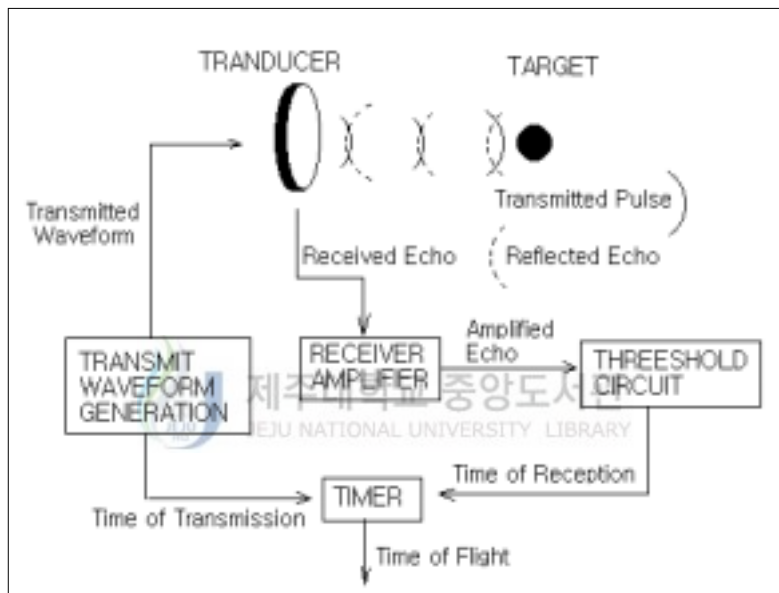 TRANDUCER
TARGET
Transmitted
Waveform
Transmitted Pulse
Received Echo
Reflected Echo
TRANSMIT
WAVEFORM
GENERATION
RECEIVER
AMPLIFIER
Amplified
Echo
THREESHOLD
CIRCUIT
제주대학교 중앙도서관
JEJU NATIONAL UNIVERSITY LIBRARY
Time of Transmission
TIMER
Time of Reception
Time of Flight